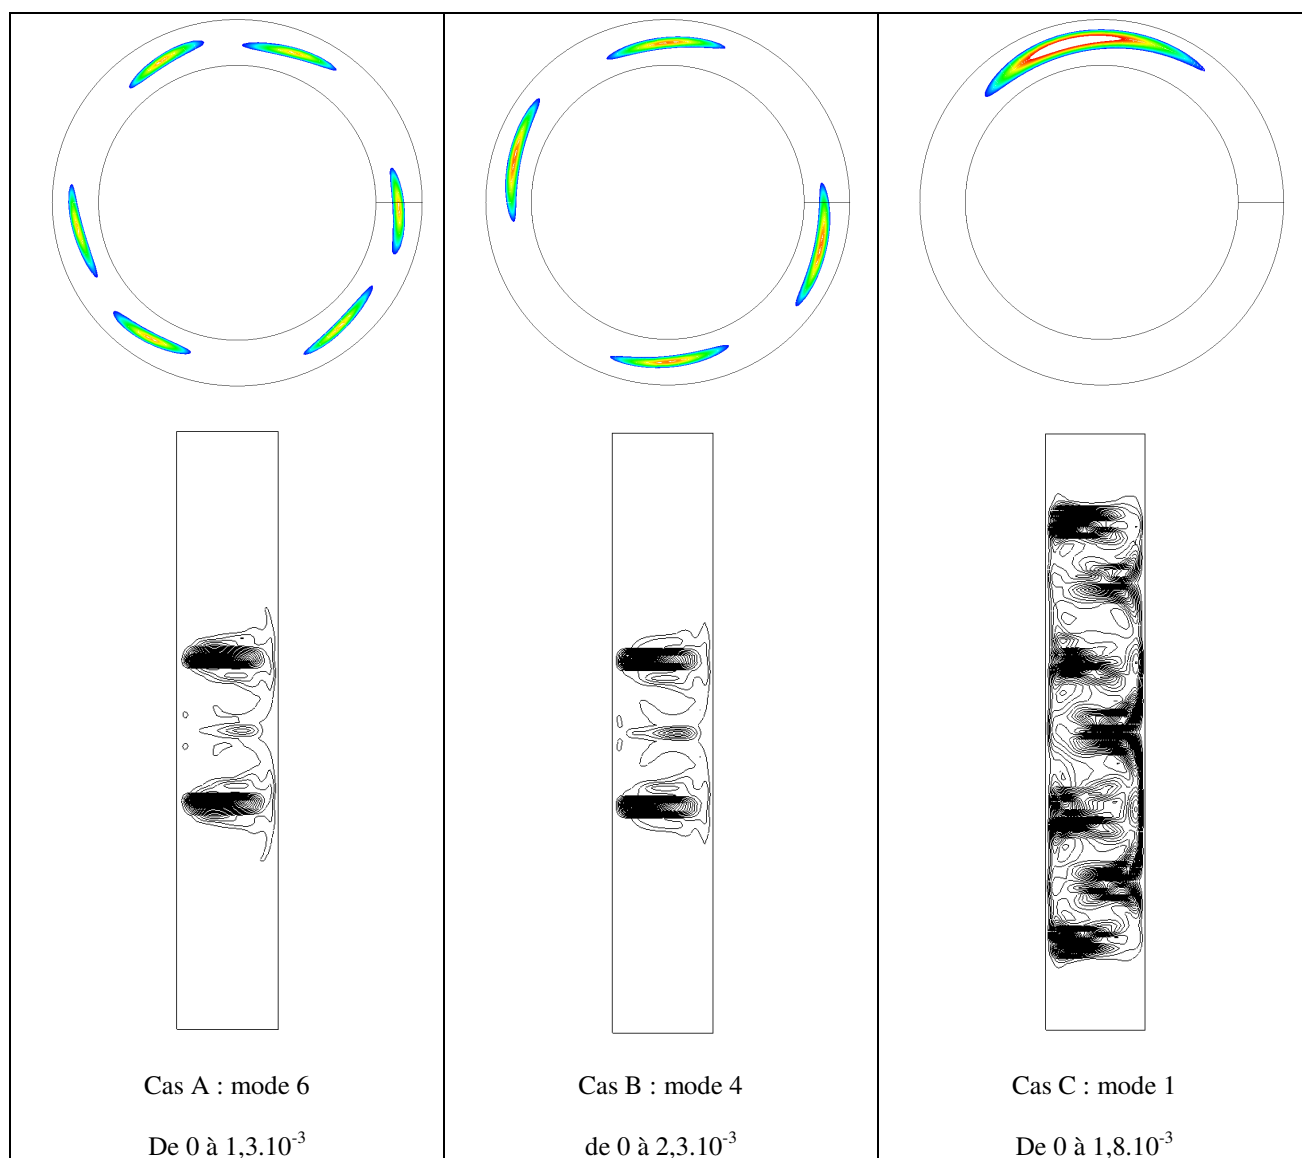 Cas A : mode 6
De 0 à 1,3.10⁻³
Cas B : mode 4
de 0 à 2,3.10⁻³
Cas C : mode 1
De 0 à 1,8.10⁻³